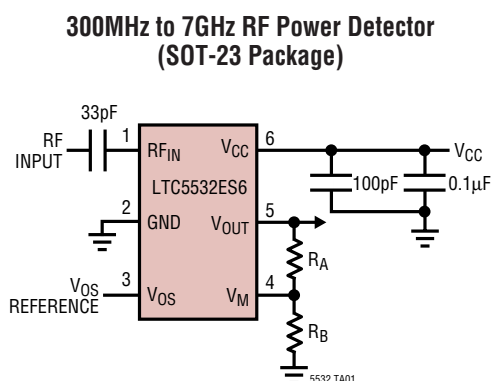 300MHz to 7GHz RF Power Detector
(SOT-23 Package)
33pF
RF
INPUT
1
RFIN
VCC
6
VCC
LTC5532ES6
100pF
0.1µF
2
GND
VOUT
5
RA
VOS
REFERENCE
3
VOS
VM
4
RB
5532 TA01